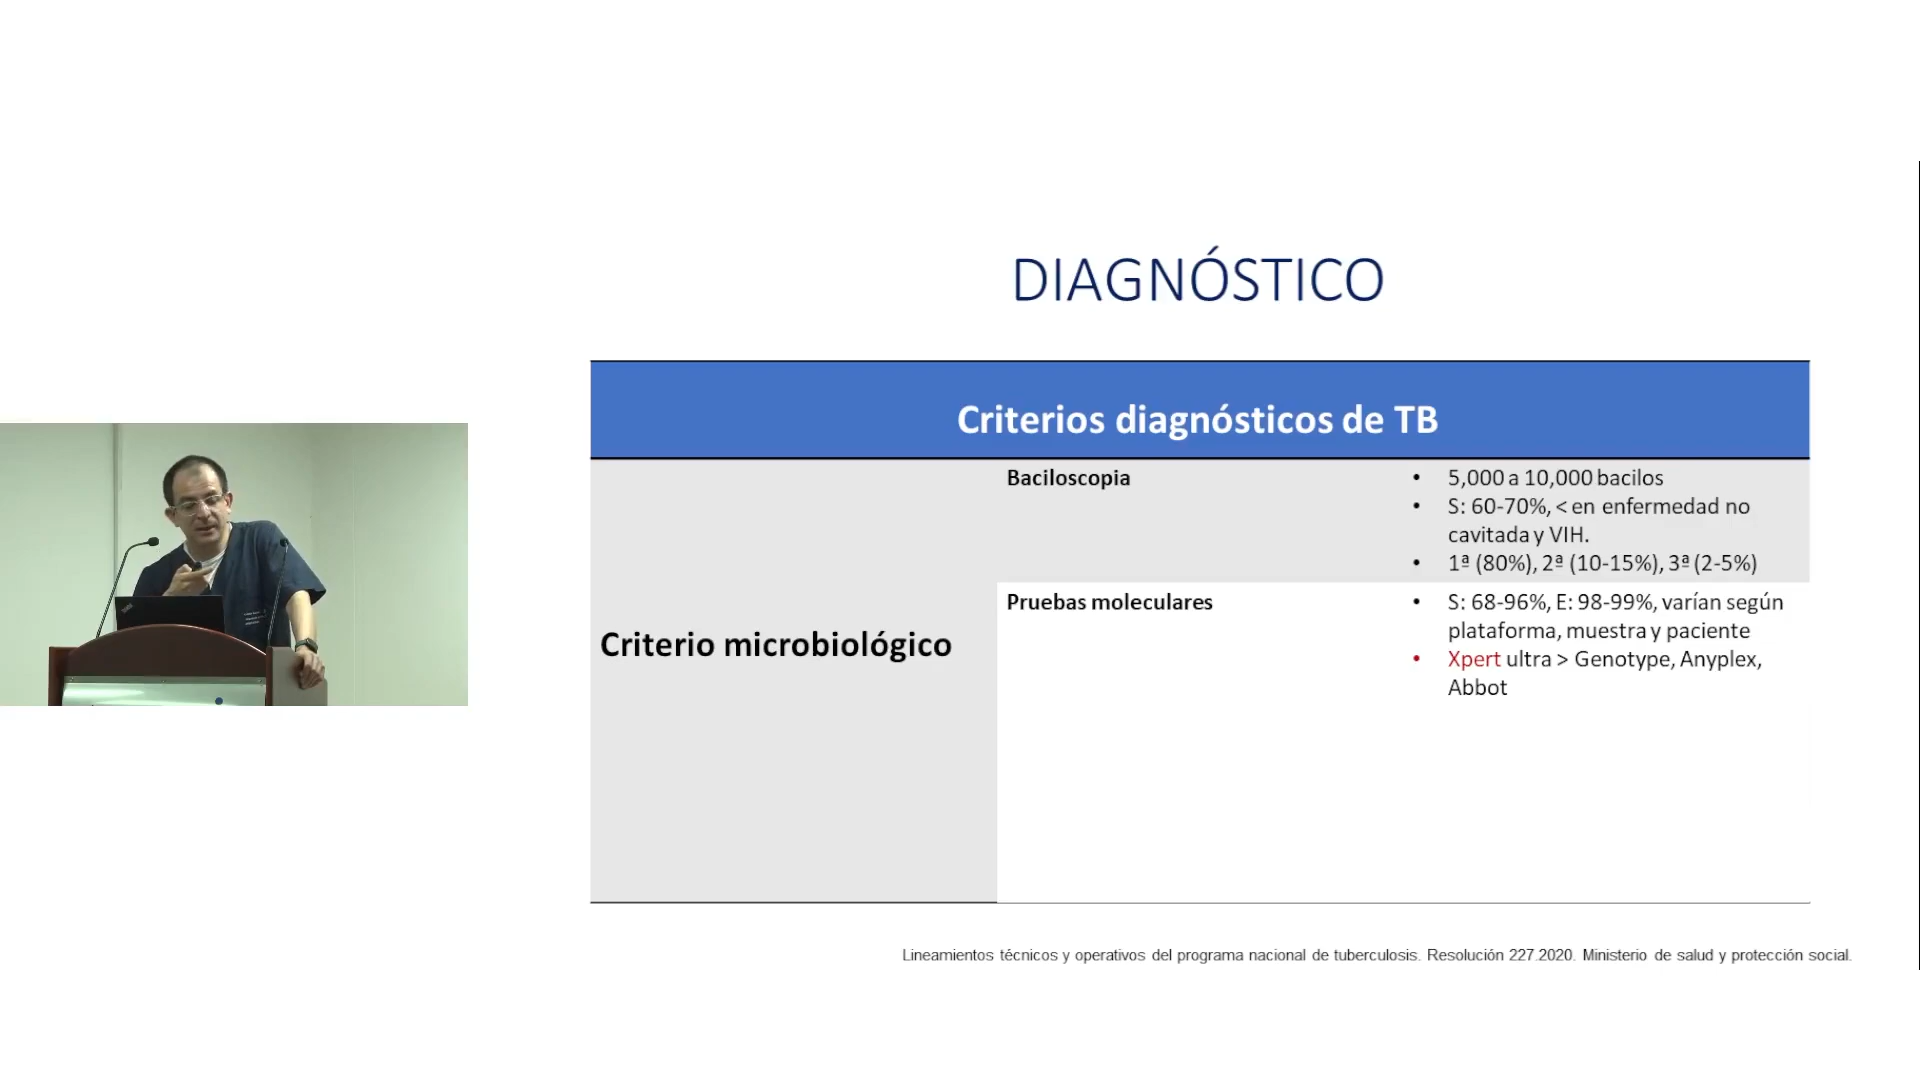 DIAGNÓSTICO
Criterios diagnósticos de TB
Criterio microbiológico
Baciloscopia
• 5,000 a 10,000 bacilos
• S: 60-70%, < en enfermedad no
cavitada y VIH.
• 1ª (80%), 2ª (10-15%), 3ª (2-5%)
Pruebas moleculares
• S: 68-96%, E: 98-99%, varían según
plataforma, muestra y paciente
• Xpert ultra > Genotype, Anyplex,
Abbot
Lineamientos técnicos y operativos del programa nacional de tuberculosis. Resolución 227.2020. Ministerio de salud y protección social.